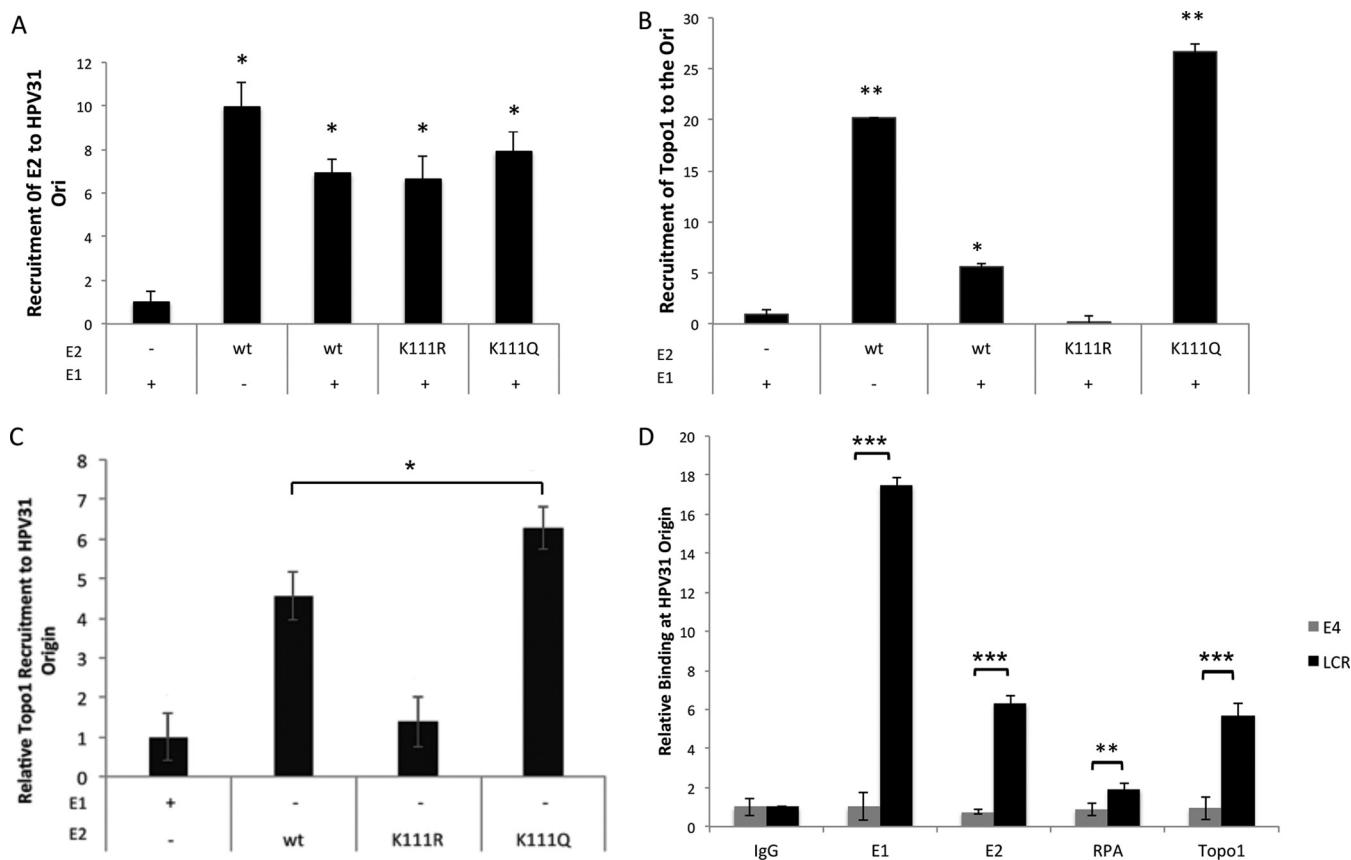 A
Recruitment 0f E2 to HPV31
Ori
12
10
8
6
4
2
0
*
*
*
*
E2 - wt wt K111R K111Q
E1 + - + + +
B
Recruitment of Topo1 to the Ori
30
25
20
15
10
5
0
**
*
**
E2 - wt wt K111R K111Q
E1 + - + + +
C
Relative Topo1 Recruitment to HPV31
Origin
8
7
6
5
4
3
2
1
0
*
E1 + - - -
E2 - wt K111R K111Q
D
Relative Binding at HPV31 Origin
20
18
16
14
12
10
8
6
4
2
0
***
***
**
***
IgG E1 E2 RPA Topo1
E4
LCR